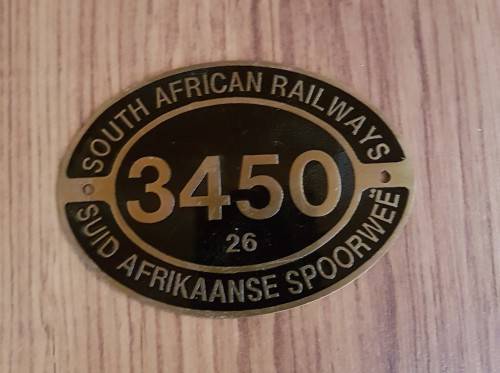 SOUTH AFRICAN RAILWAYS
3450
26
SUID AFRIKAANSE SPOORWEË